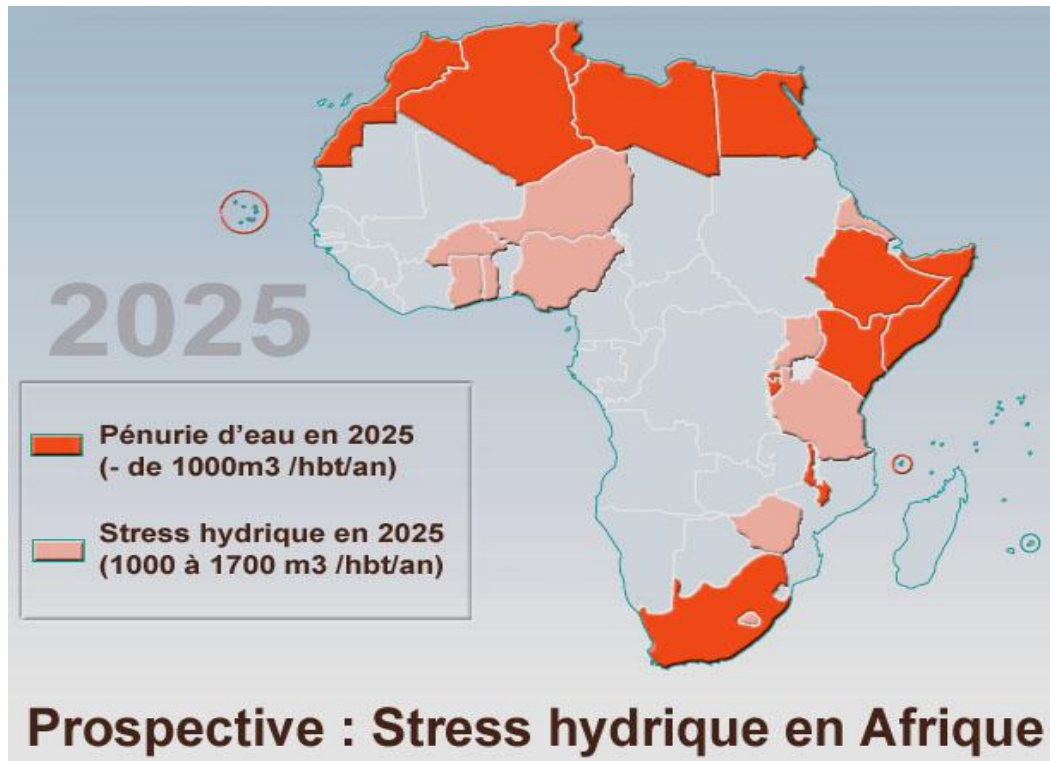 2025
Pénurie d'eau en 2025
(- de 1000m3 /hbt/an)
Stress hydrique en 2025
(1000 à 1700 m3 /hbt/an)
Prospective : Stress hydrique en Afrique